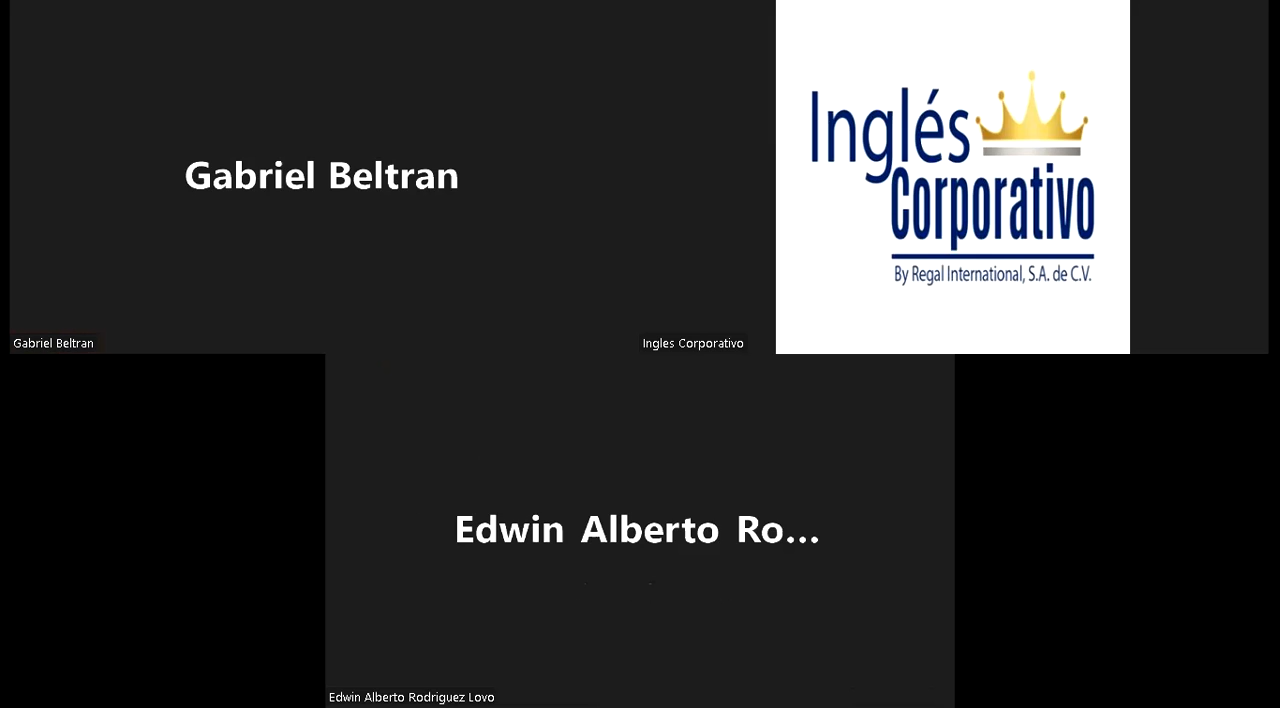 Gabriel Beltran
Gabriel Beltran
Inglés
Corporativo
By Regal International, S.A. de C.V.
Ingles Corporativo
Edwin Alberto Ro...
Edwin Alberto Rodriguez Lovo